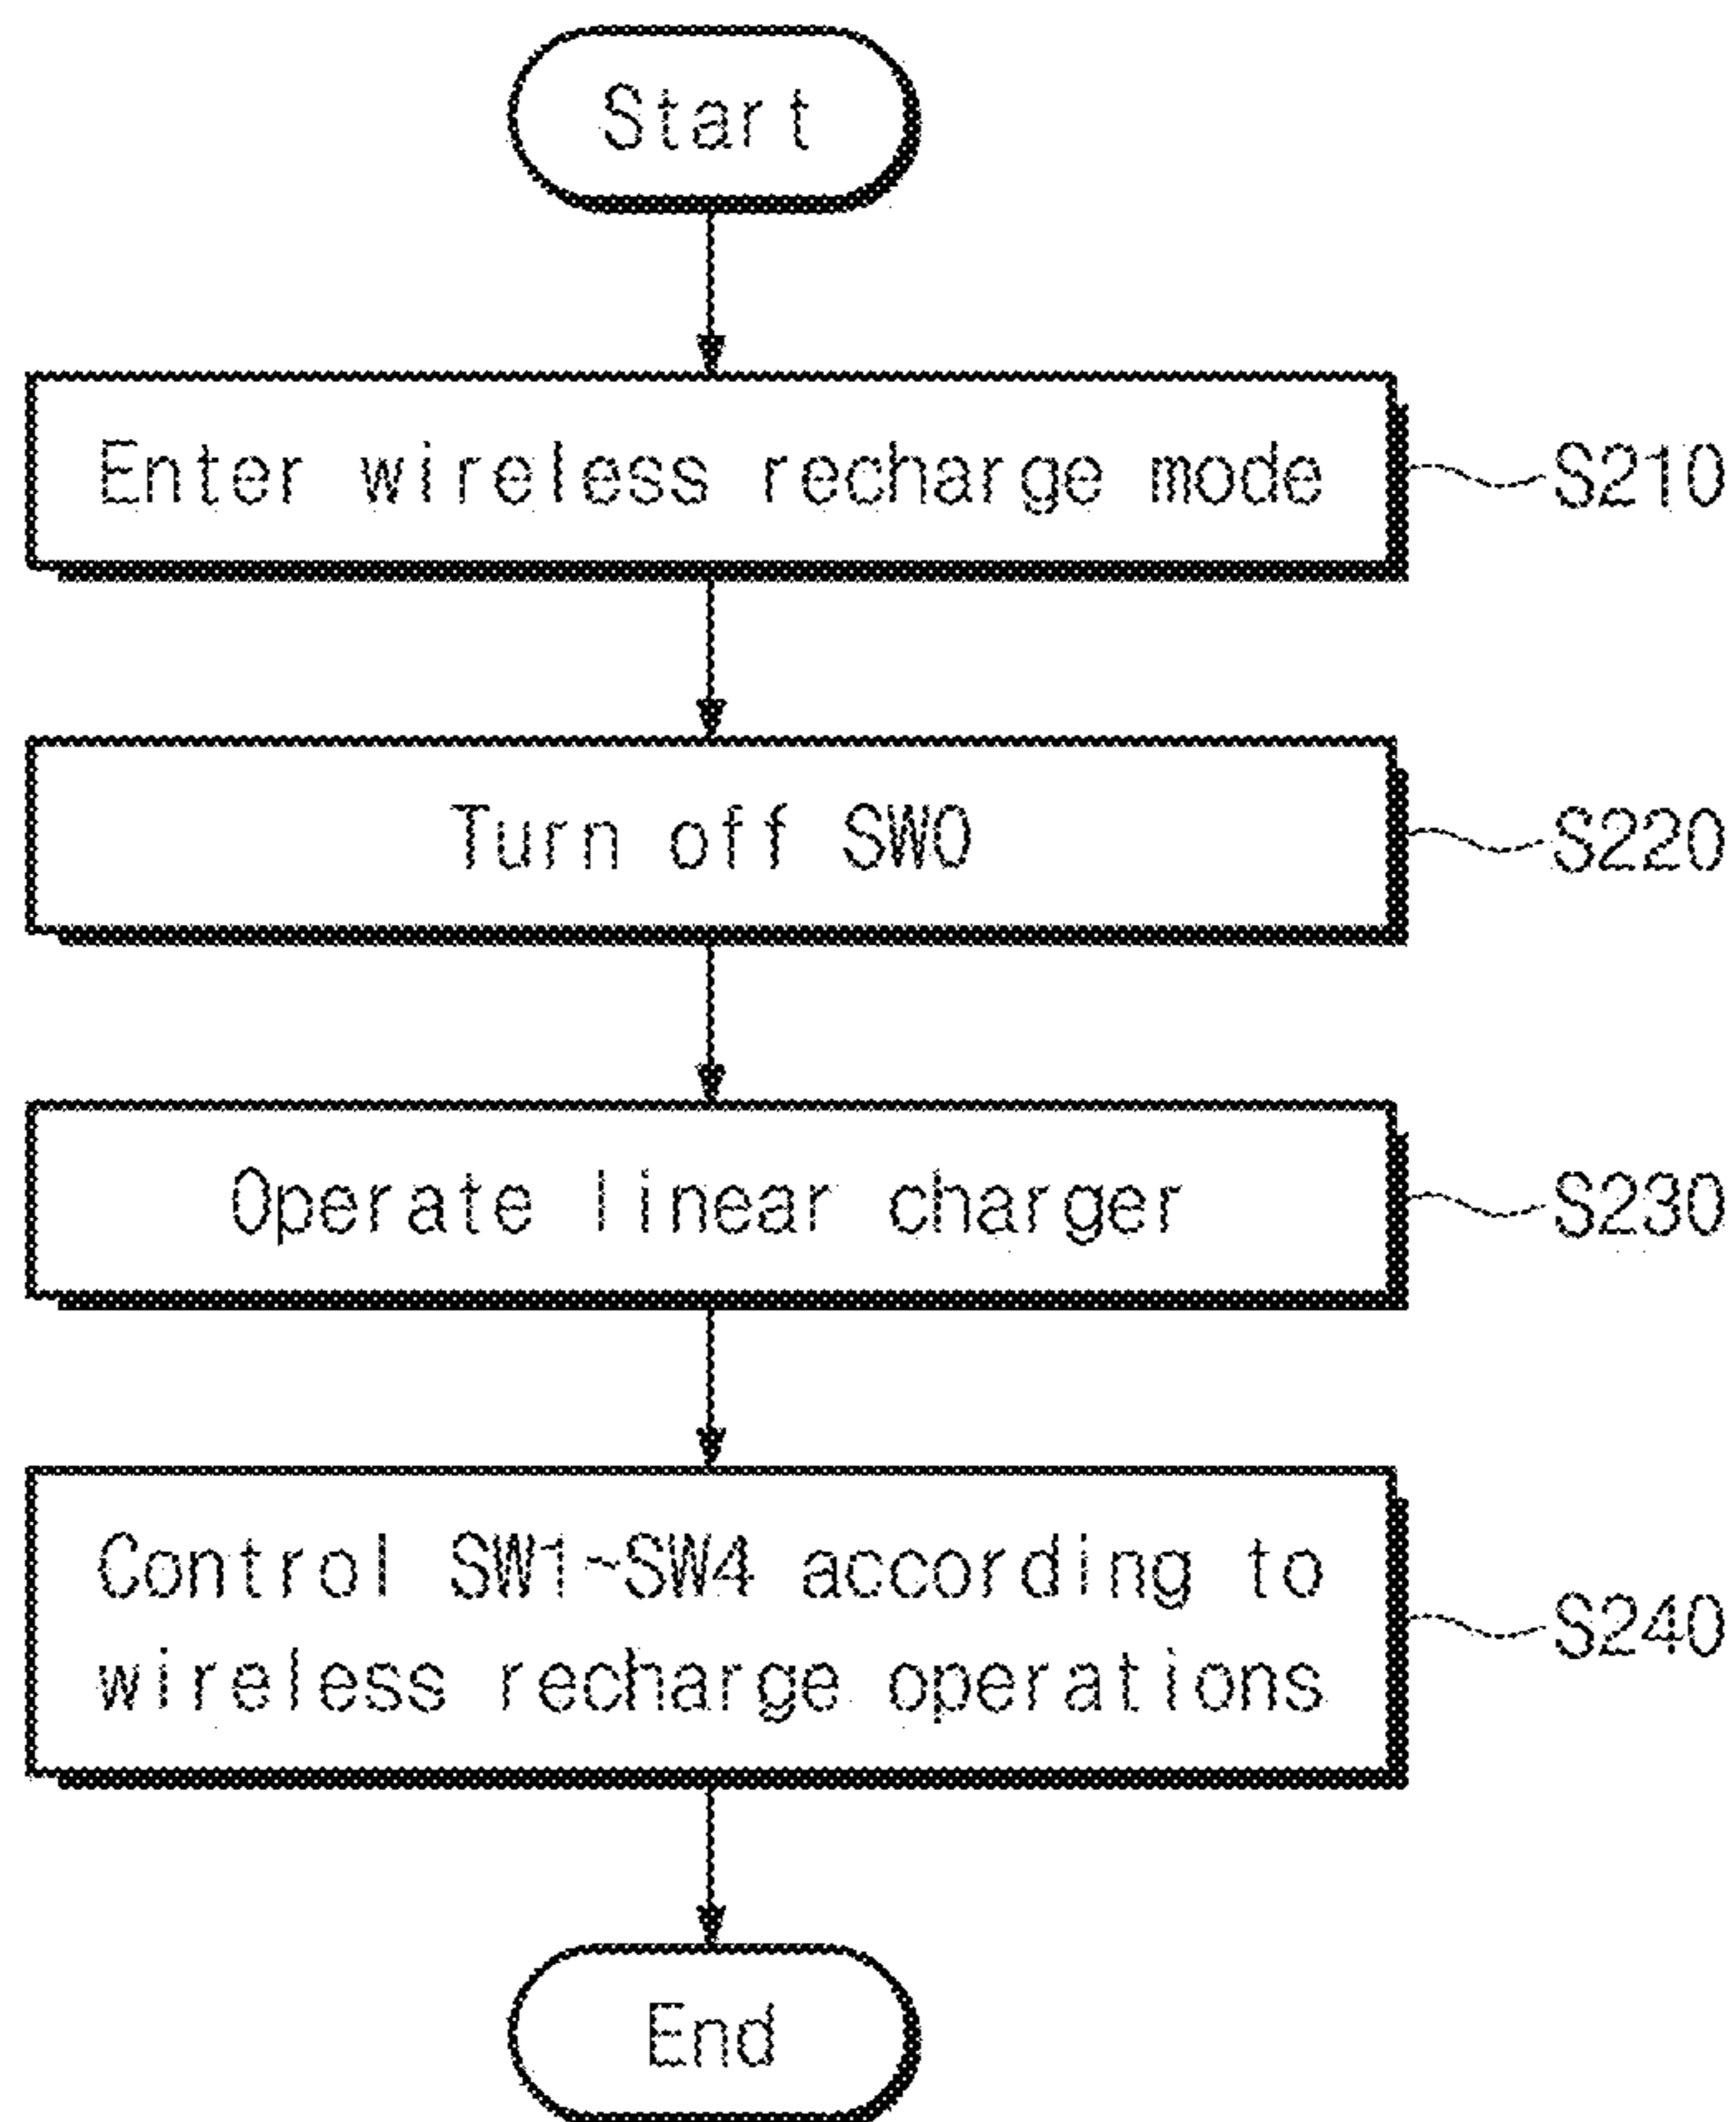 Start
Enter wireless recharge mode
S210
Turn off SW0
S220
Operate linear charger
S230
Control SW1~SW4 according to
wireless recharge operations
S240
End